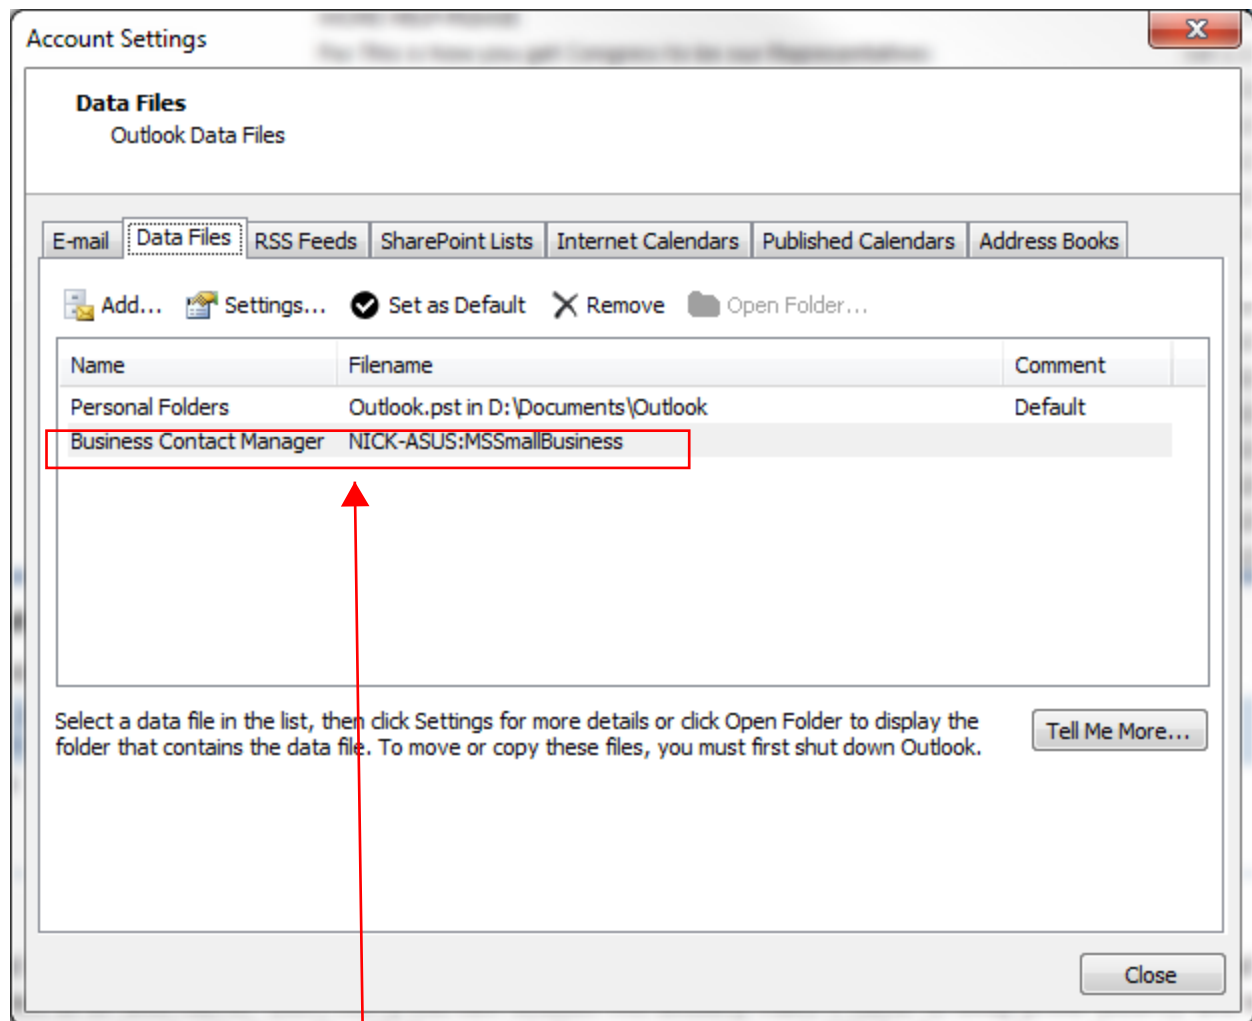 Account Settings
Data Files
Outlook Data Files
E-mail Data Files RSS Feeds SharePoint Lists Internet Calendars Published Calendars Address Books
Add... Settings... Set as Default Remove Open Folder...
Name Filename Comment
Personal Folders Outlook.pst in D:\Documents\Outlook Default
Business Contact Manager NICK-ASUS:MSSmallBusiness
Select a data file in the list, then click Settings for more details or click Open Folder to display the
folder that contains the data file. To move or copy these files, you must first shut down Outlook.
Tell Me More...
Close